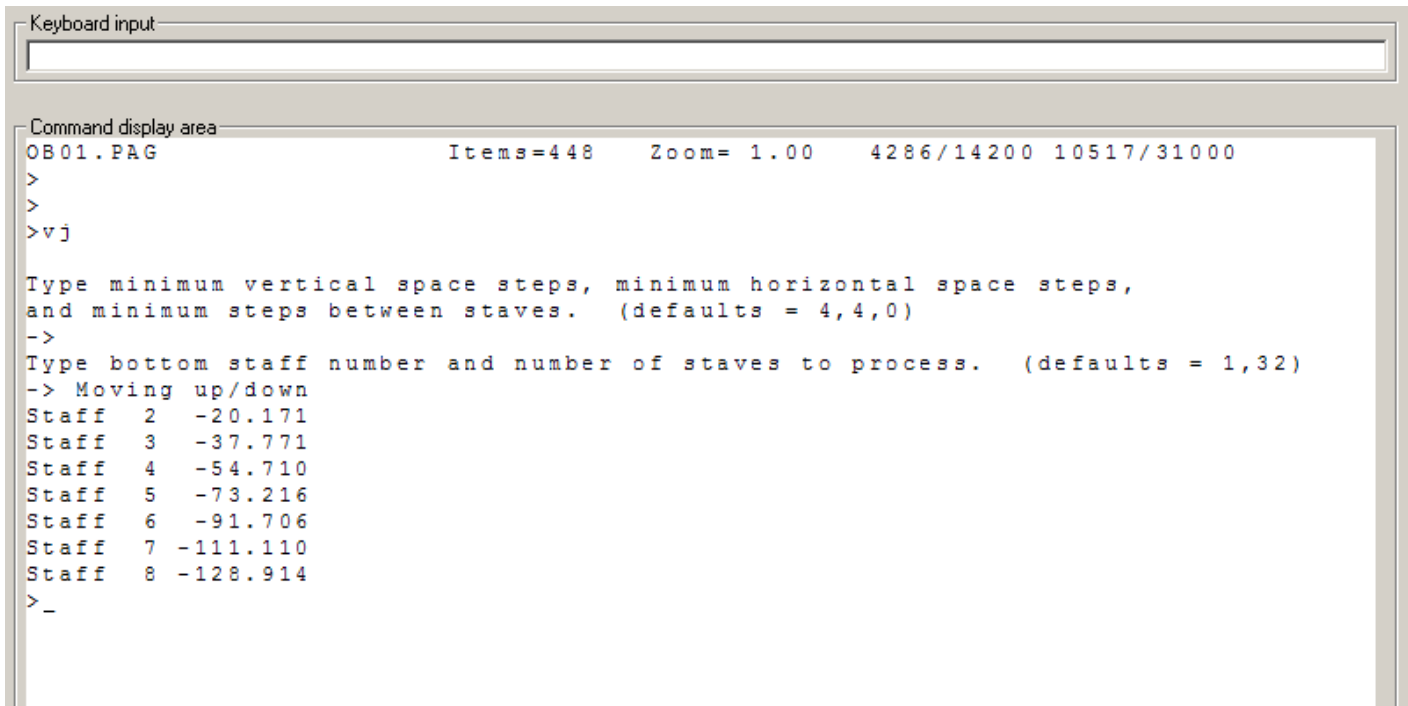 Keyboard input
Command display area
OB01.PAG Items=448 Zoom= 1.00 4286/14200 10517/31000
>
>
>vj
Type minimum vertical space steps, minimum horizontal space steps,
and minimum steps between staves. (defaults = 4,4,0)
->
Type bottom staff number and number of staves to process. (defaults = 1,32)
-> Moving up/down
Staff 2 -20.171
Staff 3 -37.771
Staff 4 -54.710
Staff 5 -73.216
Staff 6 -91.706
Staff 7 -111.110
Staff 8 -128.914
>_